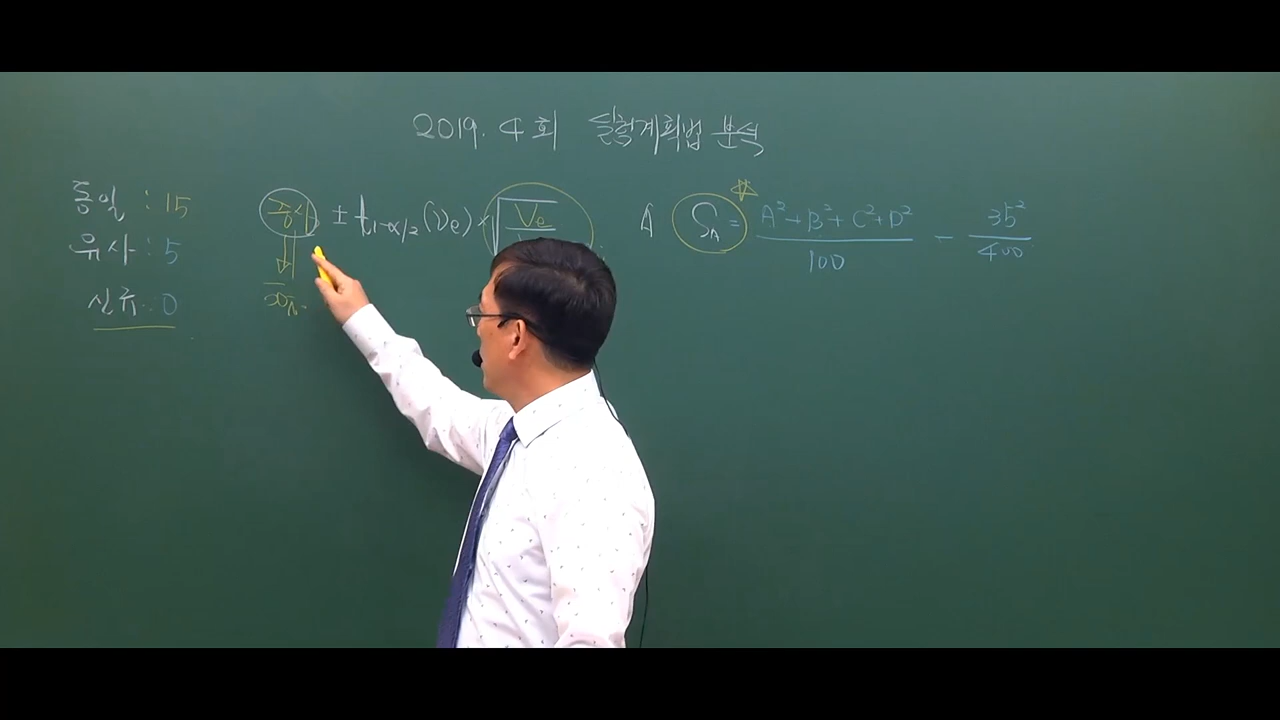 2019. 4회 실험계획법 분석
동일 : 15
유사 : 5
신규 : 0
중심 ± t₁₋α/₂(νe) × √Ve
x̄
A S_A = (A²+B²+C²+D²)/100 - 35²/400